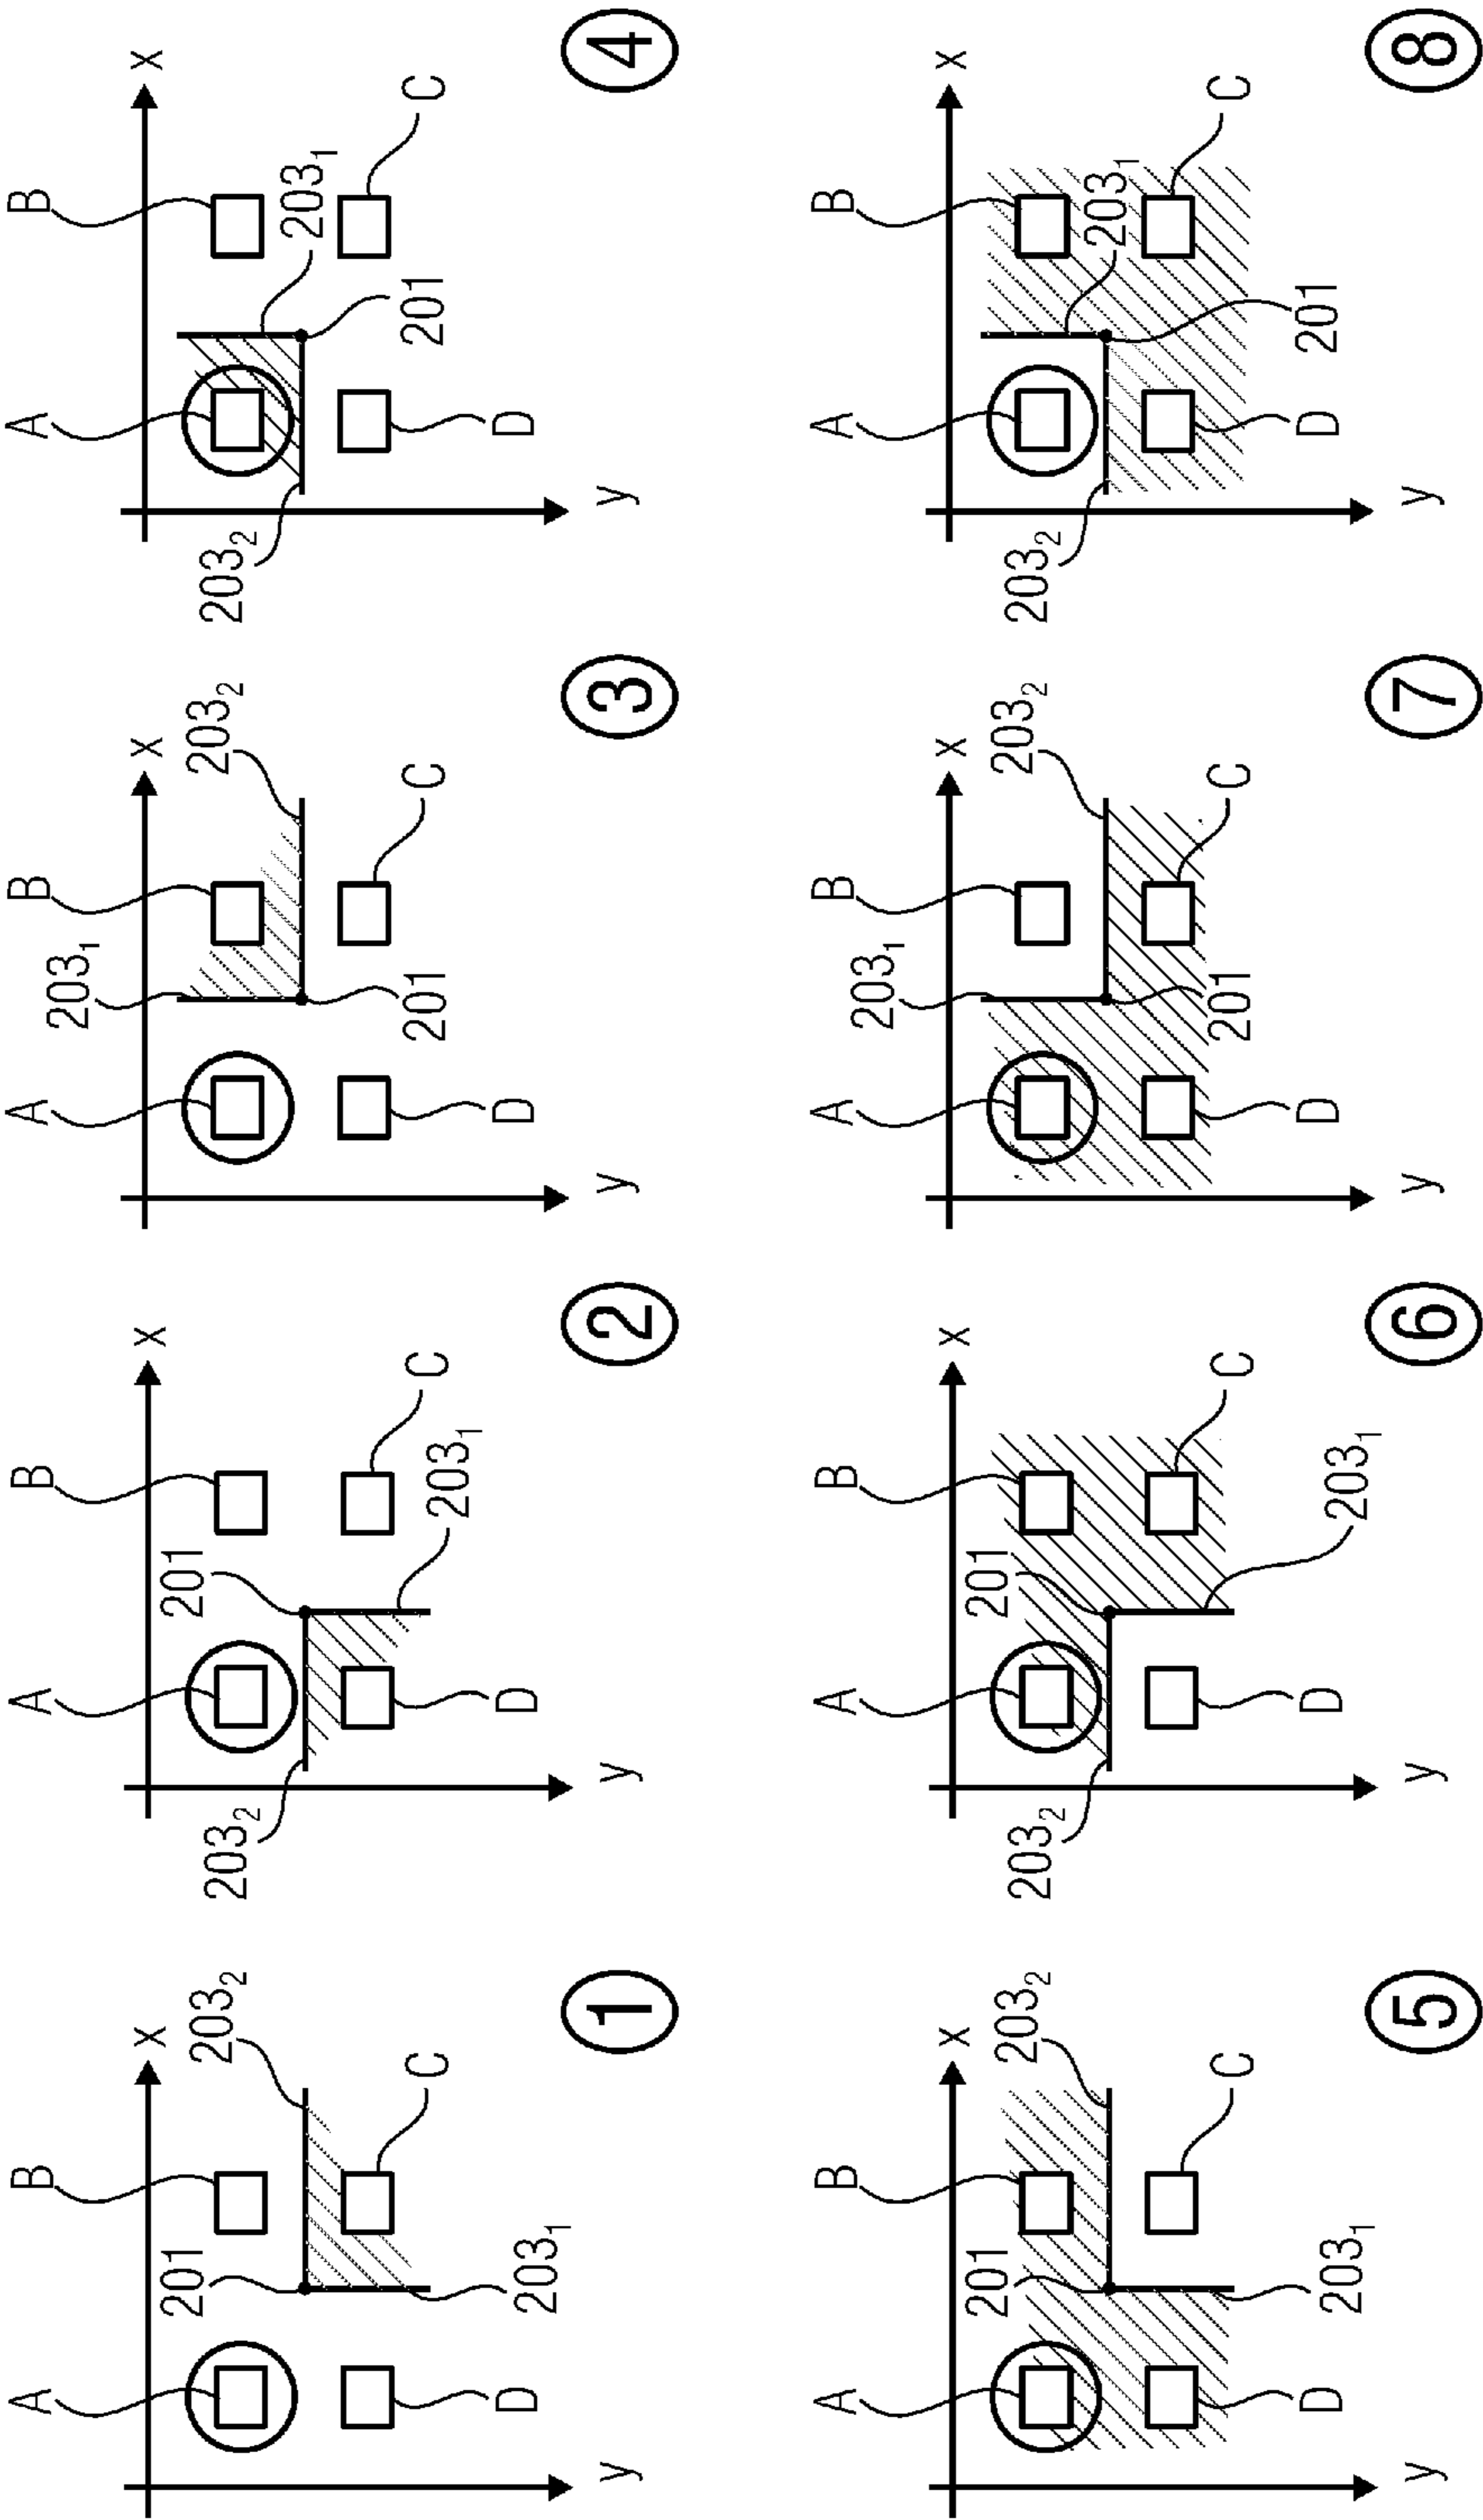 A B
x
201 203₂
C
D 203₁
y ①
A B
x
201
203₂
C
203₁
D
y ②
A B
203₁
x
203₂
201 C
D
y ③
A B
x
203₂
203₁
201 C
D
y ④
A B
x
201 203₂
C
D 203₁
y ⑤
A B
x
201
203₂
C
D 203₁
y ⑥
A B
203₁
x
203₂
201 C
D
y ⑦
A B
x
203₂
203₁
C
D 201
y ⑧